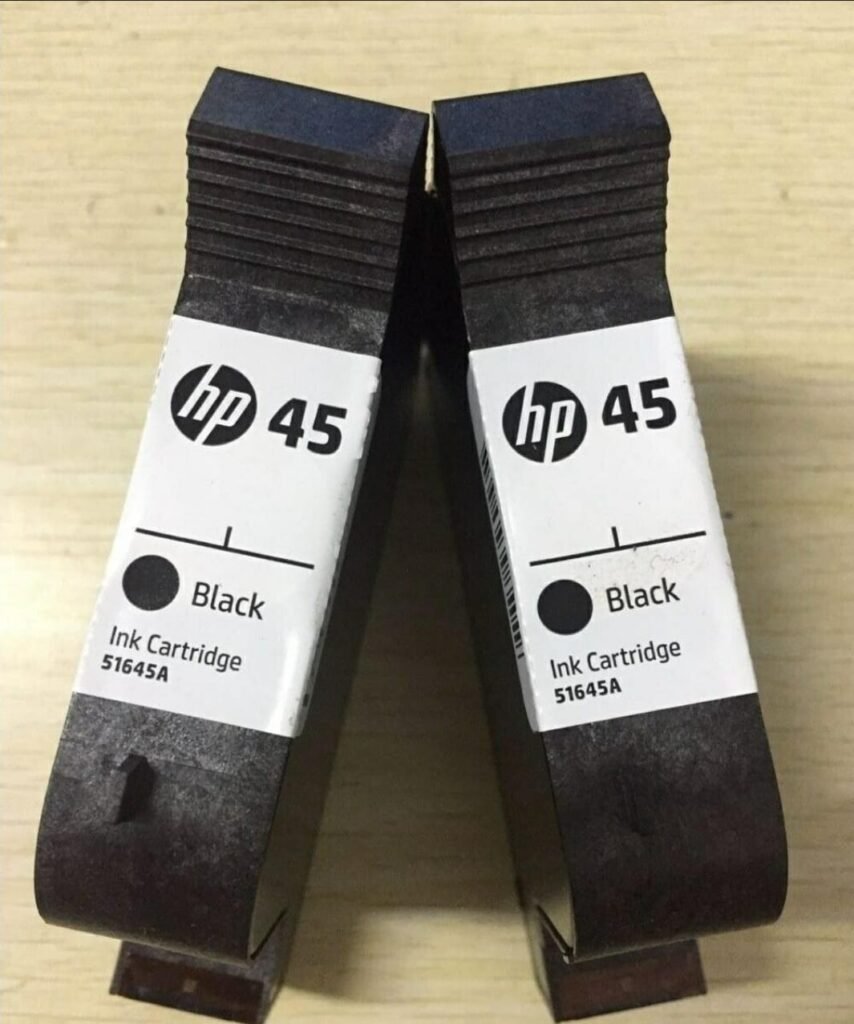 hp 45
Black
Ink Cartridge
51645A
hp 45
Black
Ink Cartridge
51645A